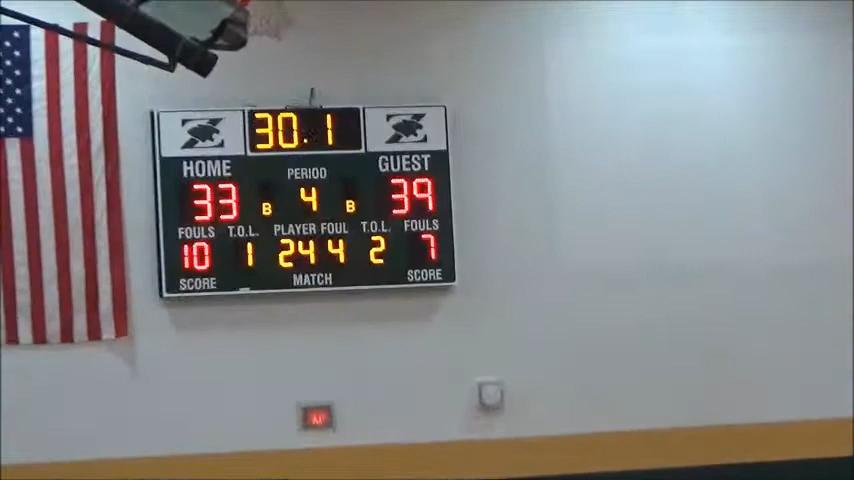 30.1
HOME PERIOD GUEST
33 B 4 B 39
FOULS T.O.L. PLAYER FOUL T.O.L. FOULS
10 1 24 4 2 7
SCORE MATCH SCORE